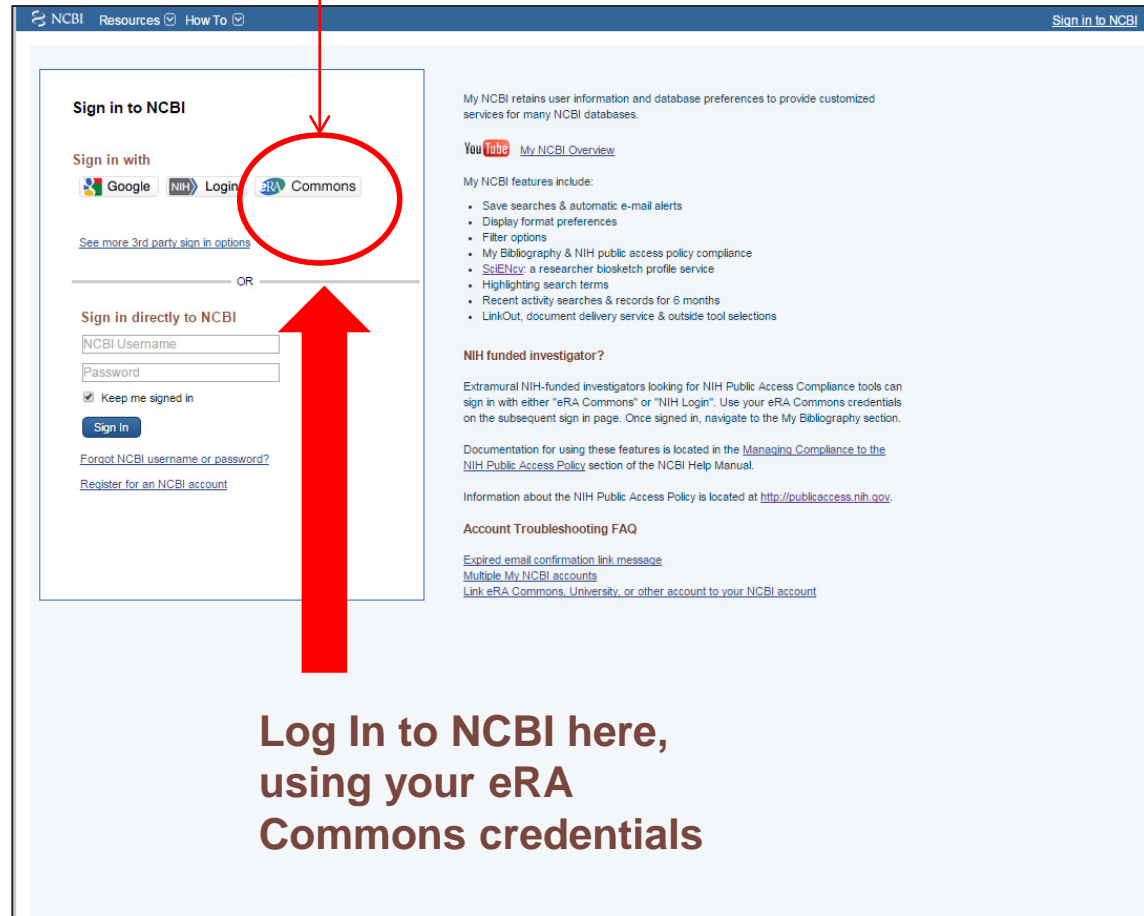 NCBI Resources How To Sign in to NCBI
Sign in to NCBI
Sign in with
Google NIH Login eRA Commons
See more 3rd party sign in options
OR
Sign in directly to NCBI
NCBI Username
Password
Keep me signed in
Sign In
Forgot NCBI username or password?
Register for an NCBI account
My NCBI retains user information and database preferences to provide customized
services for many NCBI databases.
YouTube My NCBI Overview
My NCBI features include:
• Save searches & automatic e-mail alerts
• Display format preferences
• Filter options
• My Bibliography & NIH public access policy compliance
• SciENcv: a researcher biosketch profile service
• Highlighting search terms
• Recent activity searches & records for 6 months
• LinkOut, document delivery service & outside tool selections
NIH funded investigator?
Extramural NIH-funded investigators looking for NIH Public Access Compliance tools can
sign in with either "eRA Commons" or "NIH Login". Use your eRA Commons credentials
on the subsequent sign in page. Once signed in, navigate to the My Bibliography section.
Documentation for using these features is located in the Managing Compliance to the
NIH Public Access Policy section of the NCBI Help Manual.
Information about the NIH Public Access Policy is located at http://publicaccess.nih.gov.
Account Troubleshooting FAQ
Expired email confirmation link message
Multiple My NCBI accounts
Link eRA Commons, University, or other account to your NCBI account
Log In to NCBI here,
using your eRA
Commons credentials